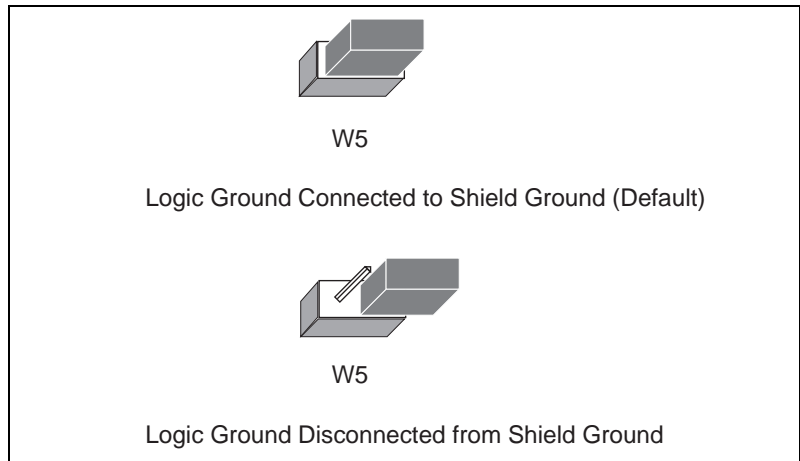 W5
Logic Ground Connected to Shield Ground (Default)
W5
Logic Ground Disconnected from Shield Ground